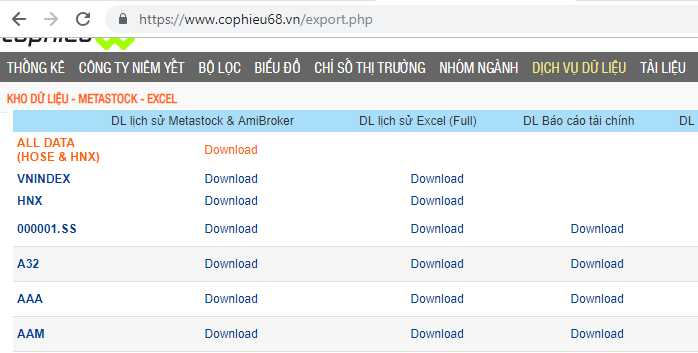 https://www.cophieu68.vn/export.php
THỐNG KÊ CÔNG TY NIÊM YẾT BỘ LỌC BIỂU ĐỒ CHỈ SỐ THỊ TRƯỜNG NHÓM NGÀNH DỊCH VỤ DỮ LIỆU TÀI LIỆU
KHO DỮ LIỆU - METASTOCK - EXCEL
DL lịch sử Metastock & AmiBroker DL lịch sử Excel (Full) DL Báo cáo tài chính DL
ALL DATA
(HOSE & HNX) Download
VNINDEX Download Download
HNX Download Download
000001.SS Download Download Download
A32 Download Download Download
AAA Download Download Download
AAM Download Download Download